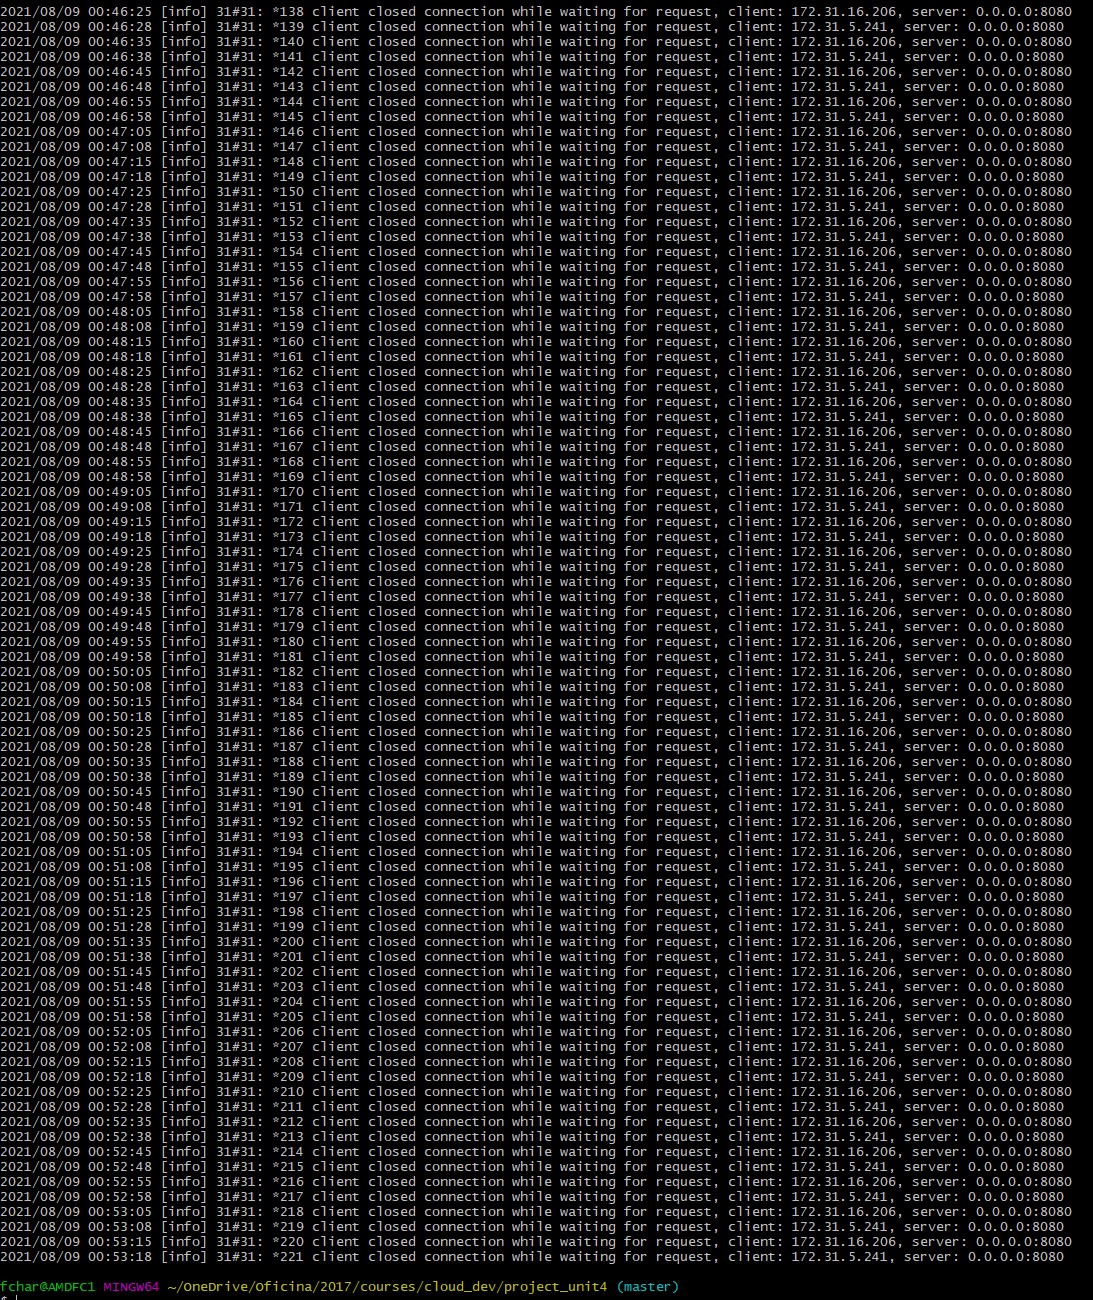 2021/08/09 00:46:25 [info] 31#31: *138 client closed connection while waiting for request, client: 172.31.16.206, server: 0.0.0.0:8080
2021/08/09 00:46:28 [info] 31#31: *139 client closed connection while waiting for request, client: 172.31.5.241, server: 0.0.0.0:8080
2021/08/09 00:46:35 [info] 31#31: *140 client closed connection while waiting for request, client: 172.31.16.206, server: 0.0.0.0:8080
2021/08/09 00:46:38 [info] 31#31: *141 client closed connection while waiting for request, client: 172.31.5.241, server: 0.0.0.0:8080
2021/08/09 00:46:45 [info] 31#31: *142 client closed connection while waiting for request, client: 172.31.16.206, server: 0.0.0.0:8080
2021/08/09 00:46:48 [info] 31#31: *143 client closed connection while waiting for request, client: 172.31.5.241, server: 0.0.0.0:8080
2021/08/09 00:46:55 [info] 31#31: *144 client closed connection while waiting for request, client: 172.31.16.206, server: 0.0.0.0:8080
2021/08/09 00:46:58 [info] 31#31: *145 client closed connection while waiting for request, client: 172.31.5.241, server: 0.0.0.0:8080
2021/08/09 00:47:05 [info] 31#31: *146 client closed connection while waiting for request, client: 172.31.16.206, server: 0.0.0.0:8080
2021/08/09 00:47:08 [info] 31#31: *147 client closed connection while waiting for request, client: 172.31.5.241, server: 0.0.0.0:8080
2021/08/09 00:47:15 [info] 31#31: *148 client closed connection while waiting for request, client: 172.31.16.206, server: 0.0.0.0:8080
2021/08/09 00:47:18 [info] 31#31: *149 client closed connection while waiting for request, client: 172.31.5.241, server: 0.0.0.0:8080
2021/08/09 00:47:25 [info] 31#31: *150 client closed connection while waiting for request, client: 172.31.16.206, server: 0.0.0.0:8080
2021/08/09 00:47:28 [info] 31#31: *151 client closed connection while waiting for request, client: 172.31.5.241, server: 0.0.0.0:8080
2021/08/09 00:47:35 [info] 31#31: *152 client closed connection while waiting for request, client: 172.31.16.206, server: 0.0.0.0:8080
2021/08/09 00:47:38 [info] 31#31: *153 client closed connection while waiting for request, client: 172.31.5.241, server: 0.0.0.0:8080
2021/08/09 00:47:45 [info] 31#31: *154 client closed connection while waiting for request, client: 172.31.16.206, server: 0.0.0.0:8080
2021/08/09 00:47:48 [info] 31#31: *155 client closed connection while waiting for request, client: 172.31.5.241, server: 0.0.0.0:8080
2021/08/09 00:47:55 [info] 31#31: *156 client closed connection while waiting for request, client: 172.31.16.206, server: 0.0.0.0:8080
2021/08/09 00:47:58 [info] 31#31: *157 client closed connection while waiting for request, client: 172.31.5.241, server: 0.0.0.0:8080
2021/08/09 00:48:05 [info] 31#31: *158 client closed connection while waiting for request, client: 172.31.16.206, server: 0.0.0.0:8080
2021/08/09 00:48:08 [info] 31#31: *159 client closed connection while waiting for request, client: 172.31.5.241, server: 0.0.0.0:8080
2021/08/09 00:48:15 [info] 31#31: *160 client closed connection while waiting for request, client: 172.31.16.206, server: 0.0.0.0:8080
2021/08/09 00:48:18 [info] 31#31: *161 client closed connection while waiting for request, client: 172.31.5.241, server: 0.0.0.0:8080
2021/08/09 00:48:25 [info] 31#31: *162 client closed connection while waiting for request, client: 172.31.16.206, server: 0.0.0.0:8080
2021/08/09 00:48:28 [info] 31#31: *163 client closed connection while waiting for request, client: 172.31.5.241, server: 0.0.0.0:8080
2021/08/09 00:48:35 [info] 31#31: *164 client closed connection while waiting for request, client: 172.31.16.206, server: 0.0.0.0:8080
2021/08/09 00:48:38 [info] 31#31: *165 client closed connection while waiting for request, client: 172.31.5.241, server: 0.0.0.0:8080
2021/08/09 00:48:45 [info] 31#31: *166 client closed connection while waiting for request, client: 172.31.16.206, server: 0.0.0.0:8080
2021/08/09 00:48:48 [info] 31#31: *167 client closed connection while waiting for request, client: 172.31.5.241, server: 0.0.0.0:8080
2021/08/09 00:48:55 [info] 31#31: *168 client closed connection while waiting for request, client: 172.31.16.206, server: 0.0.0.0:8080
2021/08/09 00:48:58 [info] 31#31: *169 client closed connection while waiting for request, client: 172.31.5.241, server: 0.0.0.0:8080
2021/08/09 00:49:05 [info] 31#31: *170 client closed connection while waiting for request, client: 172.31.16.206, server: 0.0.0.0:8080
2021/08/09 00:49:08 [info] 31#31: *171 client closed connection while waiting for request, client: 172.31.5.241, server: 0.0.0.0:8080
2021/08/09 00:49:15 [info] 31#31: *172 client closed connection while waiting for request, client: 172.31.16.206, server: 0.0.0.0:8080
2021/08/09 00:49:18 [info] 31#31: *173 client closed connection while waiting for request, client: 172.31.5.241, server: 0.0.0.0:8080
2021/08/09 00:49:25 [info] 31#31: *174 client closed connection while waiting for request, client: 172.31.16.206, server: 0.0.0.0:8080
2021/08/09 00:49:28 [info] 31#31: *175 client closed connection while waiting for request, client: 172.31.5.241, server: 0.0.0.0:8080
2021/08/09 00:49:35 [info] 31#31: *176 client closed connection while waiting for request, client: 172.31.16.206, server: 0.0.0.0:8080
2021/08/09 00:49:38 [info] 31#31: *177 client closed connection while waiting for request, client: 172.31.5.241, server: 0.0.0.0:8080
2021/08/09 00:49:45 [info] 31#31: *178 client closed connection while waiting for request, client: 172.31.16.206, server: 0.0.0.0:8080
2021/08/09 00:49:48 [info] 31#31: *179 client closed connection while waiting for request, client: 172.31.5.241, server: 0.0.0.0:8080
2021/08/09 00:49:55 [info] 31#31: *180 client closed connection while waiting for request, client: 172.31.16.206, server: 0.0.0.0:8080
2021/08/09 00:49:58 [info] 31#31: *181 client closed connection while waiting for request, client: 172.31.5.241, server: 0.0.0.0:8080
2021/08/09 00:50:05 [info] 31#31: *182 client closed connection while waiting for request, client: 172.31.16.206, server: 0.0.0.0:8080
2021/08/09 00:50:08 [info] 31#31: *183 client closed connection while waiting for request, client: 172.31.5.241, server: 0.0.0.0:8080
2021/08/09 00:50:15 [info] 31#31: *184 client closed connection while waiting for request, client: 172.31.16.206, server: 0.0.0.0:8080
2021/08/09 00:50:18 [info] 31#31: *185 client closed connection while waiting for request, client: 172.31.5.241, server: 0.0.0.0:8080
2021/08/09 00:50:25 [info] 31#31: *186 client closed connection while waiting for request, client: 172.31.16.206, server: 0.0.0.0:8080
2021/08/09 00:50:28 [info] 31#31: *187 client closed connection while waiting for request, client: 172.31.5.241, server: 0.0.0.0:8080
2021/08/09 00:50:35 [info] 31#31: *188 client closed connection while waiting for request, client: 172.31.16.206, server: 0.0.0.0:8080
2021/08/09 00:50:38 [info] 31#31: *189 client closed connection while waiting for request, client: 172.31.5.241, server: 0.0.0.0:8080
2021/08/09 00:50:45 [info] 31#31: *190 client closed connection while waiting for request, client: 172.31.16.206, server: 0.0.0.0:8080
2021/08/09 00:50:48 [info] 31#31: *191 client closed connection while waiting for request, client: 172.31.5.241, server: 0.0.0.0:8080
2021/08/09 00:50:55 [info] 31#31: *192 client closed connection while waiting for request, client: 172.31.16.206, server: 0.0.0.0:8080
2021/08/09 00:50:58 [info] 31#31: *193 client closed connection while waiting for request, client: 172.31.5.241, server: 0.0.0.0:8080
2021/08/09 00:51:05 [info] 31#31: *194 client closed connection while waiting for request, client: 172.31.16.206, server: 0.0.0.0:8080
2021/08/09 00:51:08 [info] 31#31: *195 client closed connection while waiting for request, client: 172.31.5.241, server: 0.0.0.0:8080
2021/08/09 00:51:15 [info] 31#31: *196 client closed connection while waiting for request, client: 172.31.16.206, server: 0.0.0.0:8080
2021/08/09 00:51:18 [info] 31#31: *197 client closed connection while waiting for request, client: 172.31.5.241, server: 0.0.0.0:8080
2021/08/09 00:51:25 [info] 31#31: *198 client closed connection while waiting for request, client: 172.31.16.206, server: 0.0.0.0:8080
2021/08/09 00:51:28 [info] 31#31: *199 client closed connection while waiting for request, client: 172.31.5.241, server: 0.0.0.0:8080
2021/08/09 00:51:35 [info] 31#31: *200 client closed connection while waiting for request, client: 172.31.16.206, server: 0.0.0.0:8080
2021/08/09 00:51:38 [info] 31#31: *201 client closed connection while waiting for request, client: 172.31.5.241, server: 0.0.0.0:8080
2021/08/09 00:51:45 [info] 31#31: *202 client closed connection while waiting for request, client: 172.31.16.206, server: 0.0.0.0:8080
2021/08/09 00:51:48 [info] 31#31: *203 client closed connection while waiting for request, client: 172.31.5.241, server: 0.0.0.0:8080
2021/08/09 00:51:55 [info] 31#31: *204 client closed connection while waiting for request, client: 172.31.16.206, server: 0.0.0.0:8080
2021/08/09 00:51:58 [info] 31#31: *205 client closed connection while waiting for request, client: 172.31.5.241, server: 0.0.0.0:8080
2021/08/09 00:52:05 [info] 31#31: *206 client closed connection while waiting for request, client: 172.31.16.206, server: 0.0.0.0:8080
2021/08/09 00:52:08 [info] 31#31: *207 client closed connection while waiting for request, client: 172.31.5.241, server: 0.0.0.0:8080
2021/08/09 00:52:15 [info] 31#31: *208 client closed connection while waiting for request, client: 172.31.16.206, server: 0.0.0.0:8080
2021/08/09 00:52:18 [info] 31#31: *209 client closed connection while waiting for request, client: 172.31.5.241, server: 0.0.0.0:8080
2021/08/09 00:52:25 [info] 31#31: *210 client closed connection while waiting for request, client: 172.31.16.206, server: 0.0.0.0:8080
2021/08/09 00:52:28 [info] 31#31: *211 client closed connection while waiting for request, client: 172.31.5.241, server: 0.0.0.0:8080
2021/08/09 00:52:35 [info] 31#31: *212 client closed connection while waiting for request, client: 172.31.16.206, server: 0.0.0.0:8080
2021/08/09 00:52:38 [info] 31#31: *213 client closed connection while waiting for request, client: 172.31.5.241, server: 0.0.0.0:8080
2021/08/09 00:52:45 [info] 31#31: *214 client closed connection while waiting for request, client: 172.31.16.206, server: 0.0.0.0:8080
2021/08/09 00:52:48 [info] 31#31: *215 client closed connection while waiting for request, client: 172.31.5.241, server: 0.0.0.0:8080
2021/08/09 00:52:55 [info] 31#31: *216 client closed connection while waiting for request, client: 172.31.16.206, server: 0.0.0.0:8080
2021/08/09 00:52:58 [info] 31#31: *217 client closed connection while waiting for request, client: 172.31.5.241, server: 0.0.0.0:8080
2021/08/09 00:53:05 [info] 31#31: *218 client closed connection while waiting for request, client: 172.31.16.206, server: 0.0.0.0:8080
2021/08/09 00:53:08 [info] 31#31: *219 client closed connection while waiting for request, client: 172.31.5.241, server: 0.0.0.0:8080
2021/08/09 00:53:15 [info] 31#31: *220 client closed connection while waiting for request, client: 172.31.16.206, server: 0.0.0.0:8080
2021/08/09 00:53:18 [info] 31#31: *221 client closed connection while waiting for request, client: 172.31.5.241, server: 0.0.0.0:8080
fchar@AMDFC1 MINGW64 ~/OneDrive/Oficina/2017/courses/cloud_dev/project_unit4 (master)
$